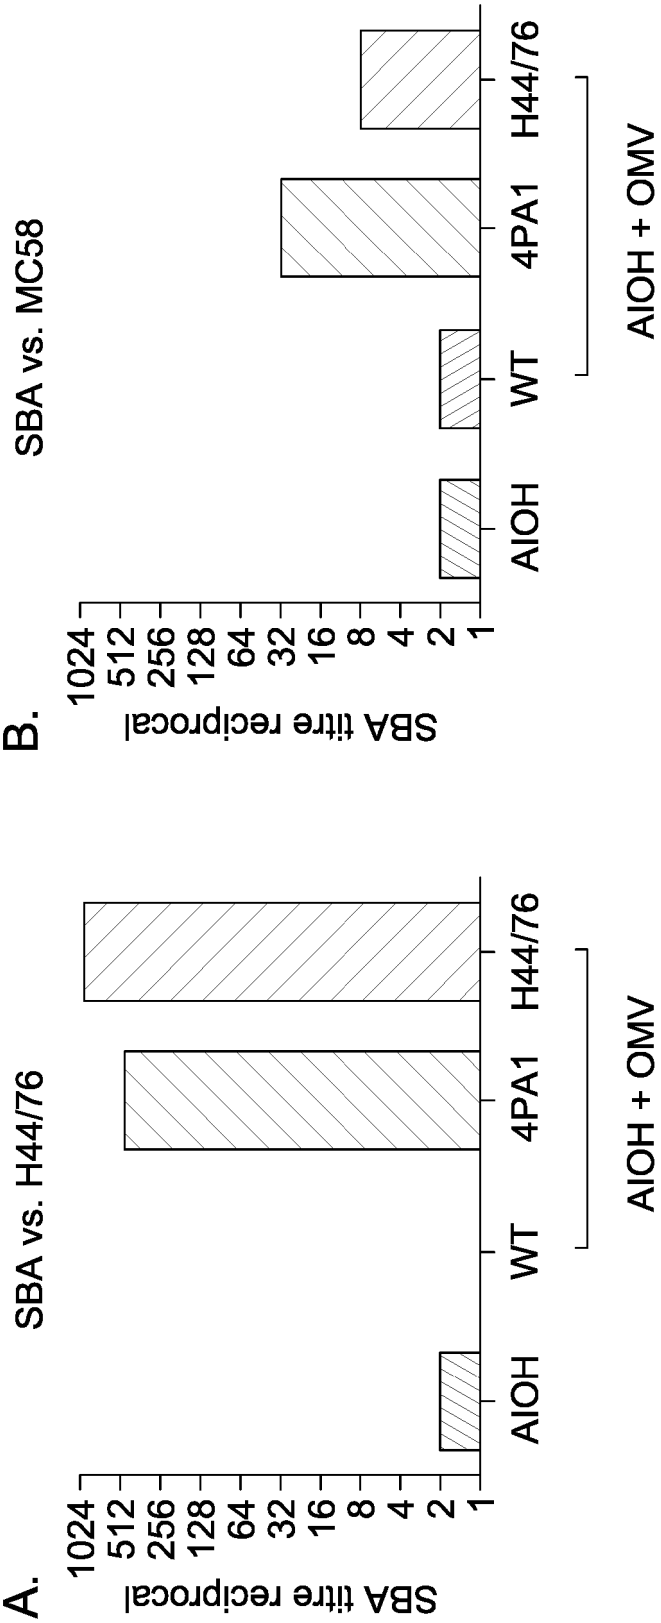 A.
SBA vs. H44/76
SBA titre reciprocal
1024
512
256
128
64
32
16
8
4
2
1
AlOH
WT
4PA1
H44/76
AlOH + OMV
B.
SBA vs. MC58
SBA titre reciprocal
1024
512
256
128
64
32
16
8
4
2
1
AlOH
WT
4PA1
H44/76
AlOH + OMV